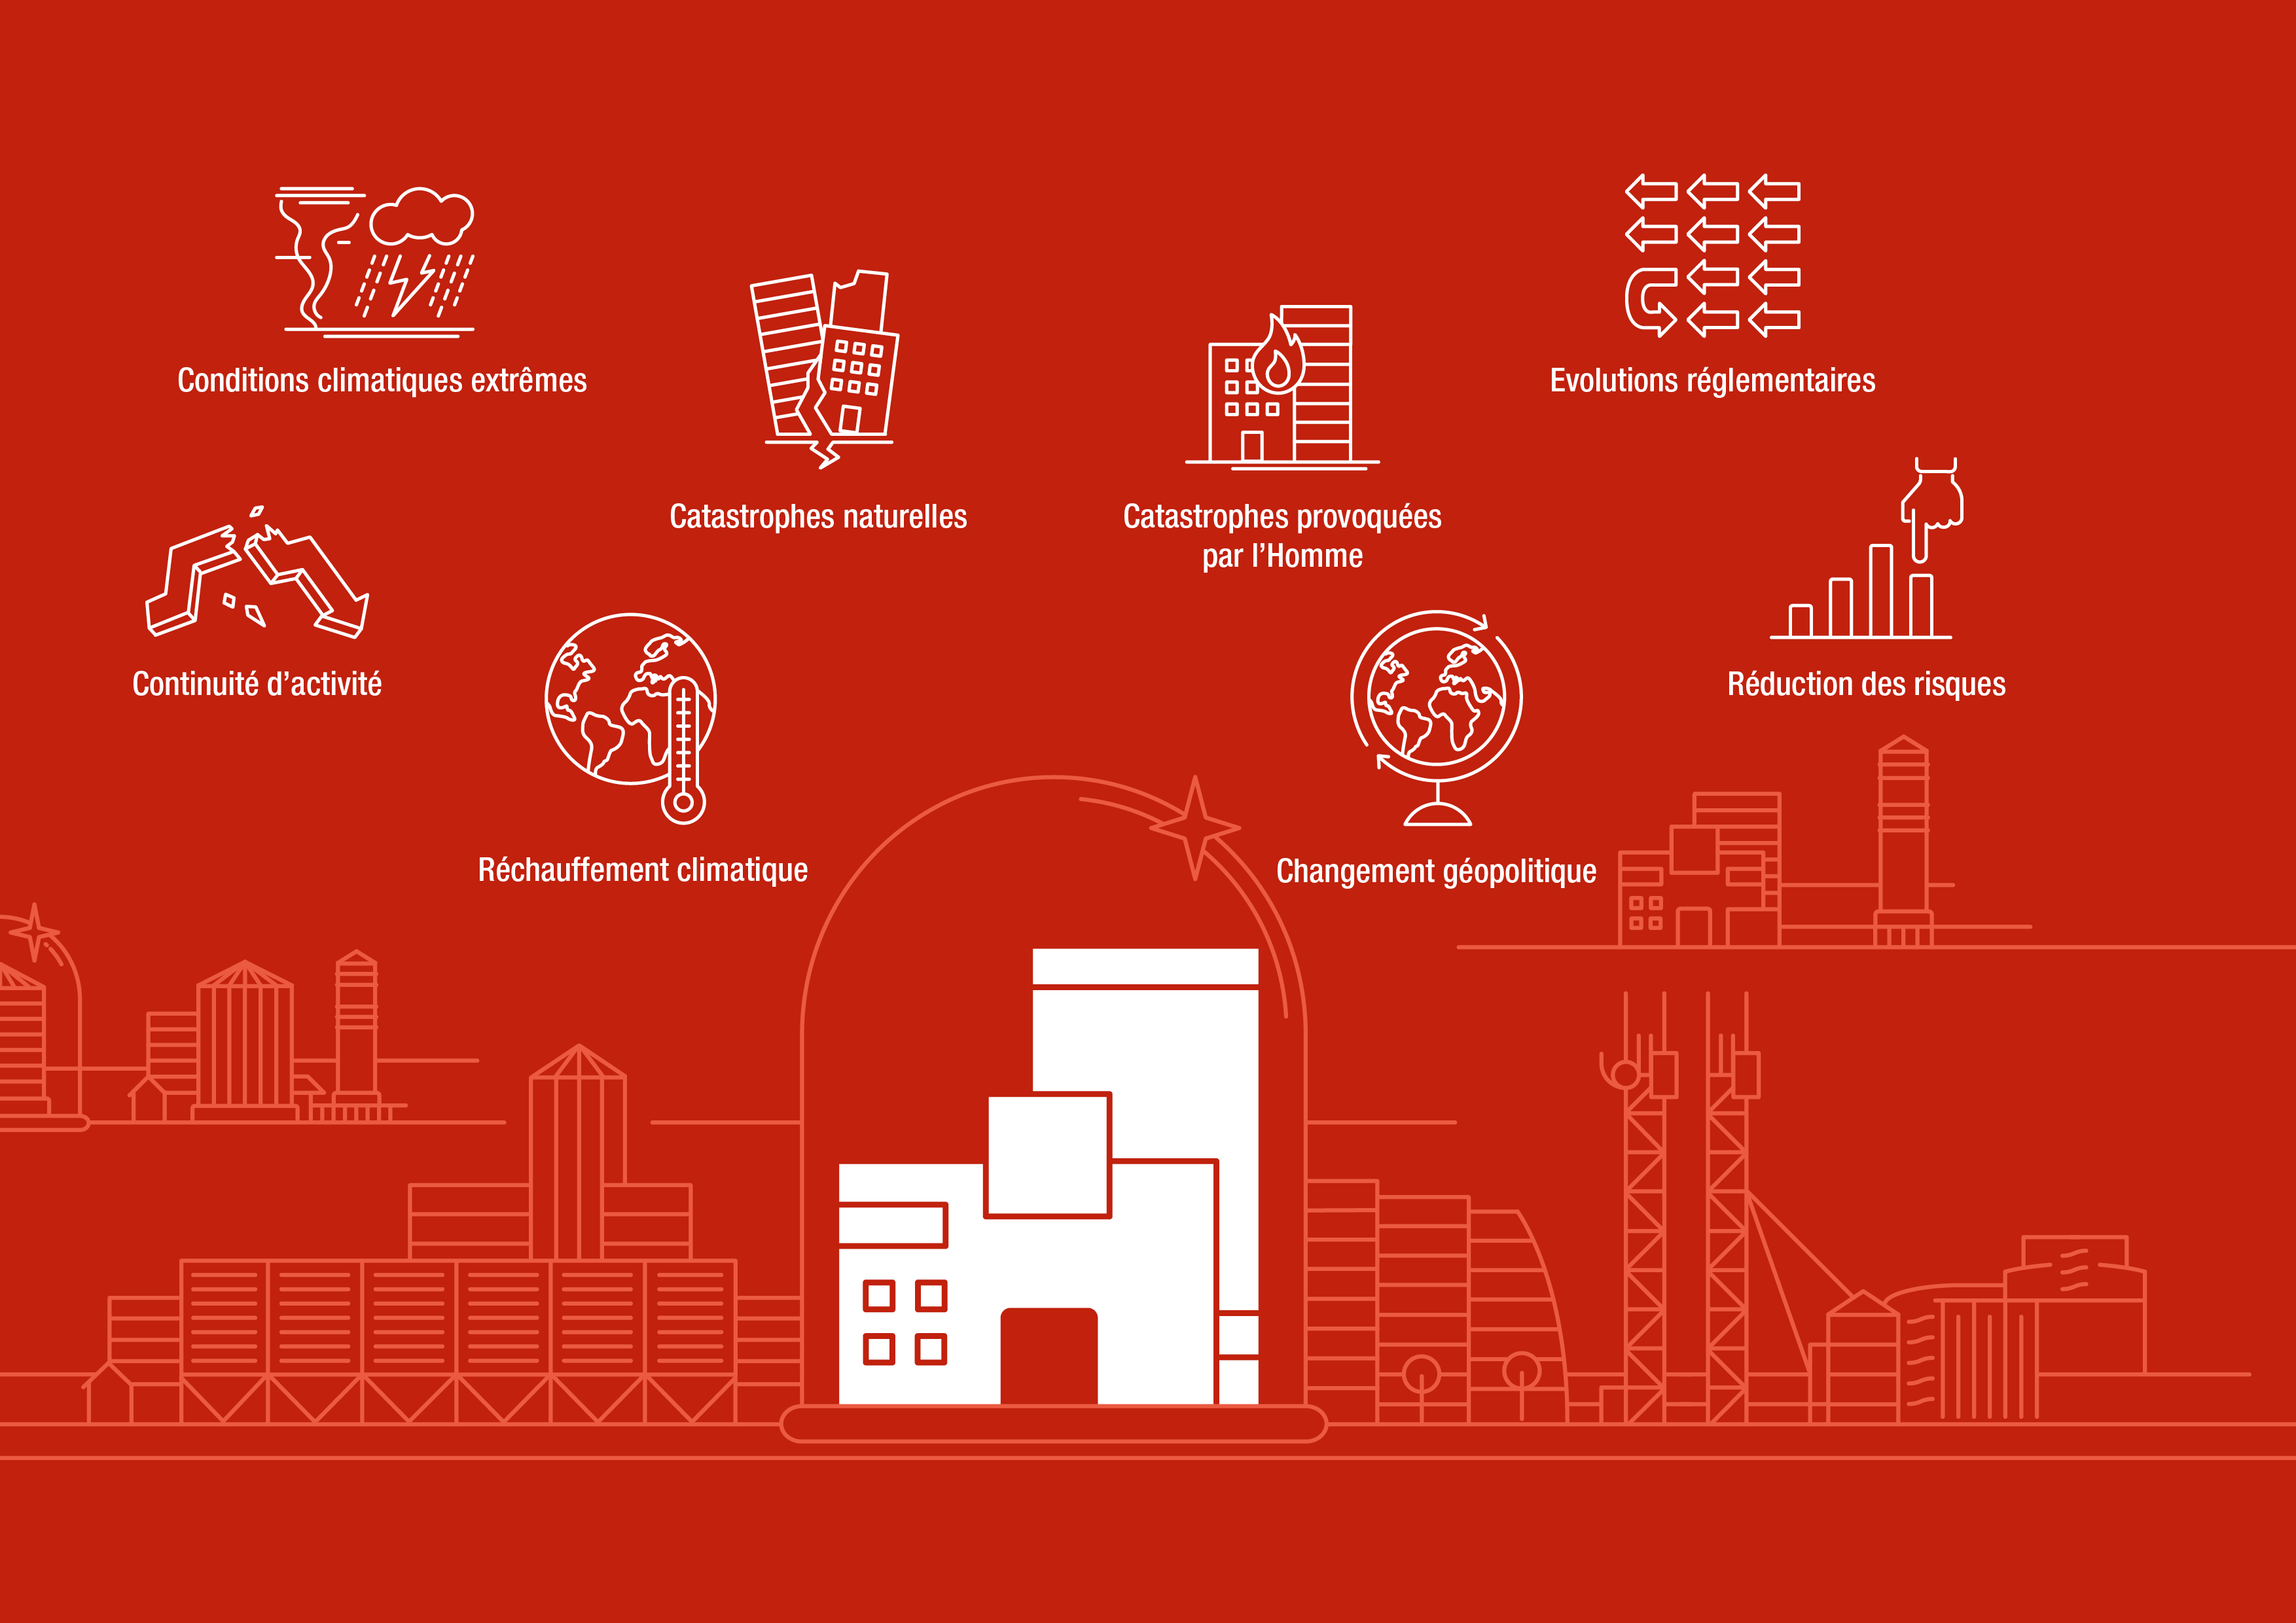 Conditions climatiques extrêmes
Evolutions réglementaires
Catastrophes naturelles
Catastrophes provoquées
par l’Homme
Continuité d’activité
Réduction des risques
Réchauffement climatique
Changement géopolitique